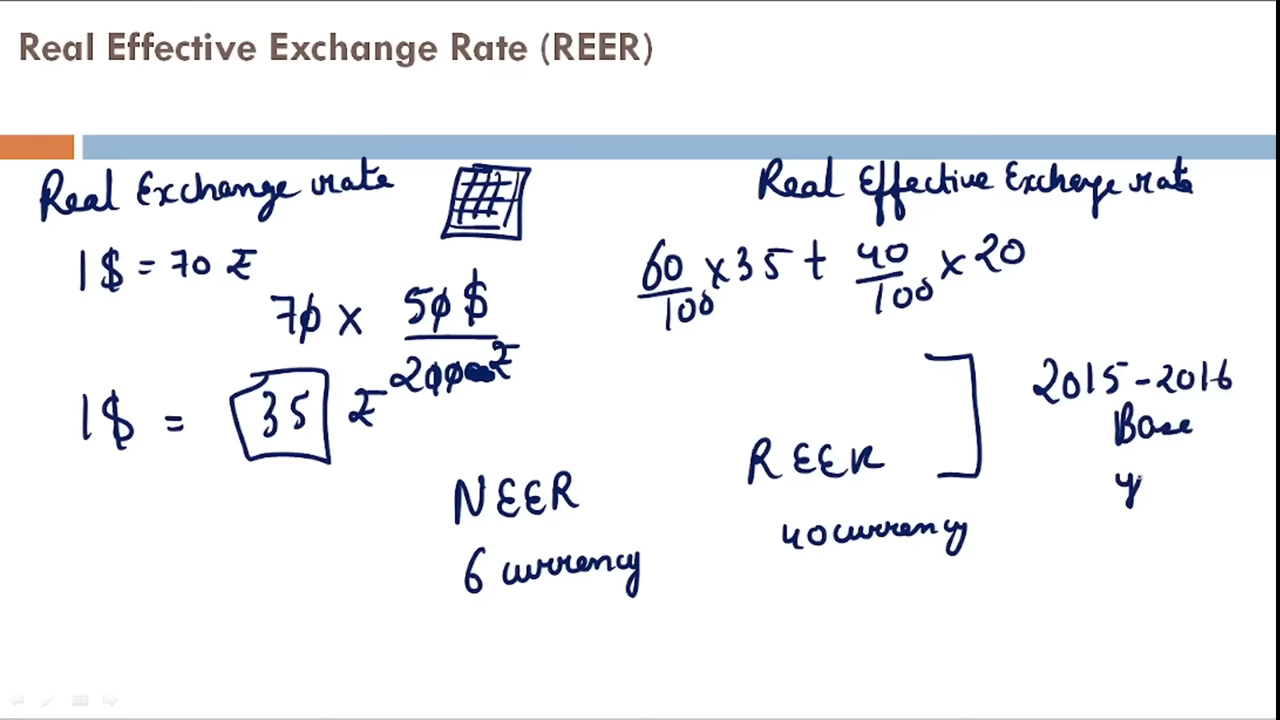 Real Effective Exchange Rate (REER)
Real Exchange rate
1$ = 70 ₹
70 × 50$ / 200 ₹
1$ = 35 ₹
NEER
6 currency
Real Effective Exchange rate
60/100 × 35 + 40/100 × 20
REER
40 currency
2015-2016
Base
y